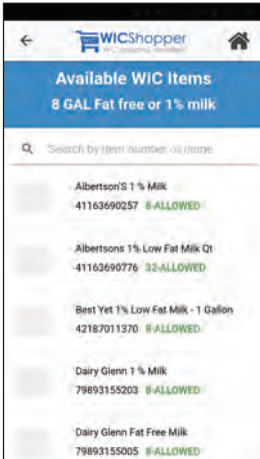 WICShopper
Available WIC Items
8 GAL Fat free or 1% milk
Search by item number or name
Albertson'S 1 % Milk
41163690257 8-ALLOWED
Albertsons 1% Low Fat Milk Qt
41163690776 32-ALLOWED
Best Yet 1% Low Fat Milk - 1 Gallon
42187011370 8-ALLOWED
Dairy Glenn 1 % Milk
79893155203 8-ALLOWED
Dairy Glenn Fat Free Milk
79893155005 8-ALLOWED